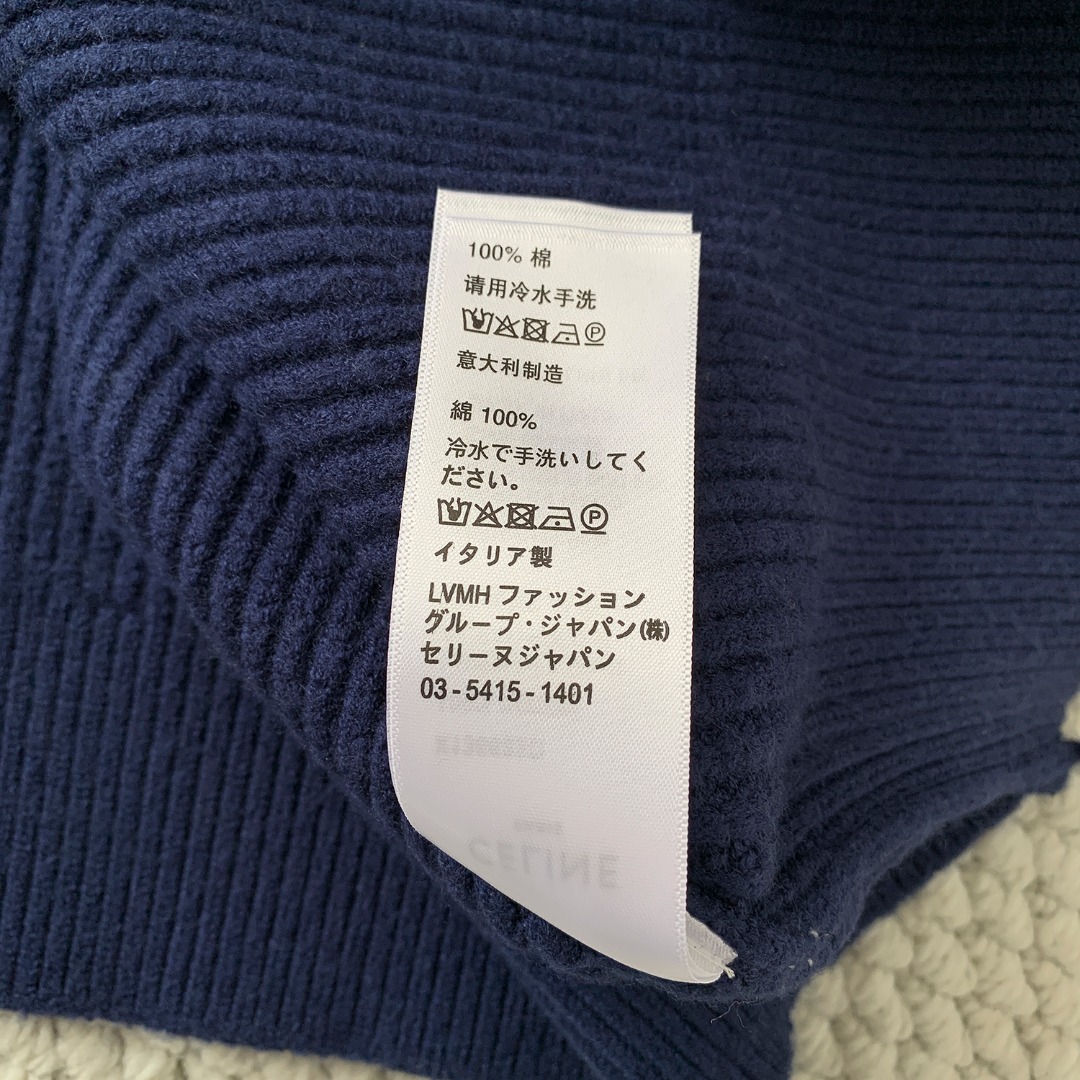 100% 棉
请用冷水手洗
P
意大利制造
綿 100%
冷水で手洗いしてく
ださい。
P
イタリア製
LVMH ファッション
グループ・ジャパン㈱
セリーヌジャパン
03-5415-1401
CELINE